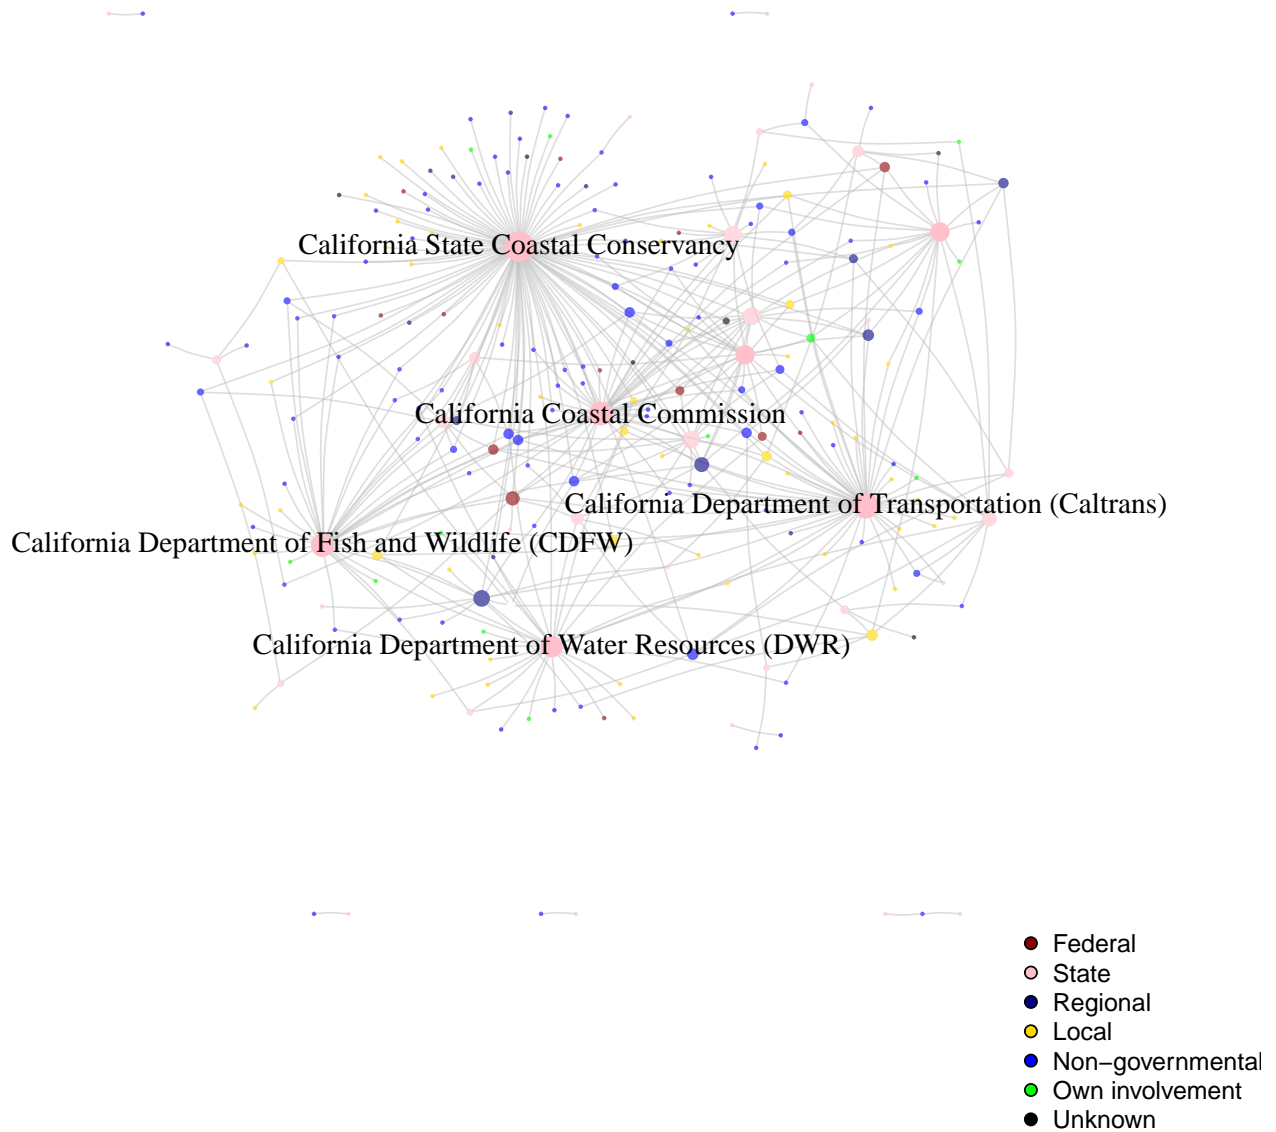 California State Coastal Conservancy
California Coastal Commission
California Department of Transportation (Caltrans)
California Department of Fish and Wildlife (CDFW)
California Department of Water Resources (DWR)
Federal
State
Regional
Local
Non−governmental
Own involvement
Unknown